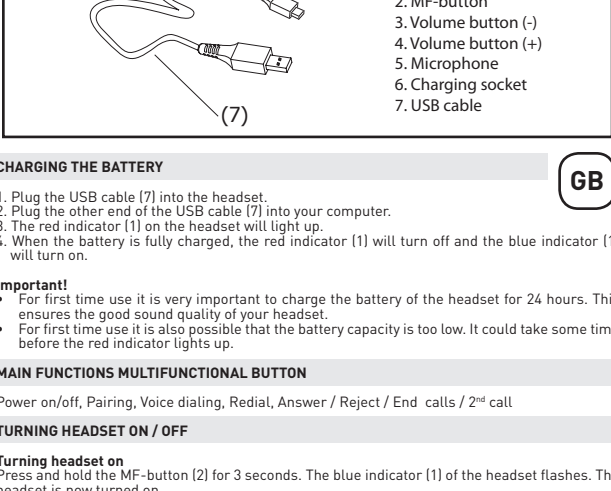 2. MF-button
3. Volume button (-)
4. Volume button (+)
5. Microphone
6. Charging socket
7. USB cable
(7)
CHARGING THE BATTERY
GB
1. Plug the USB cable (7) into the headset.
2. Plug the other end of the USB cable (7) into your computer.
3. The red indicator (1) on the headset will light up.
4. When the battery is fully charged, the red indicator (1) will turn off and the blue indicator (1
will turn on.
Important!
• For first time use it is very important to charge the battery of the headset for 24 hours. Thi
ensures the good sound quality of your headset.
• For first time use it is also possible that the battery capacity is too low. It could take some tim
before the red indicator lights up.
MAIN FUNCTIONS MULTIFUNCTIONAL BUTTON
Power on/off, Pairing, Voice dialing, Redial, Answer / Reject / End calls / 2nd call
TURNING HEADSET ON / OFF
Turning headset on
Press and hold the MF-button (2) for 3 seconds. The blue indicator (1) of the headset flashes. Th
headset is now turned on.